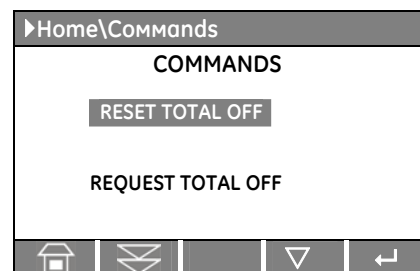 Home\Commands
COMMANDS
RESET TOTAL OFF
REQUEST TOTAL OFF